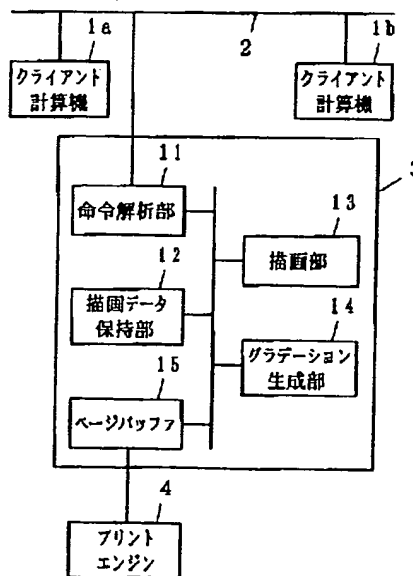 1a
2
1b
クライアント
計算機
クライアント
計算機
3
11
命令解析部
13
描画部
12
描画データ
保持部
14
グラデーション
生成部
15
ページバッファ
4
プリント
エンジン